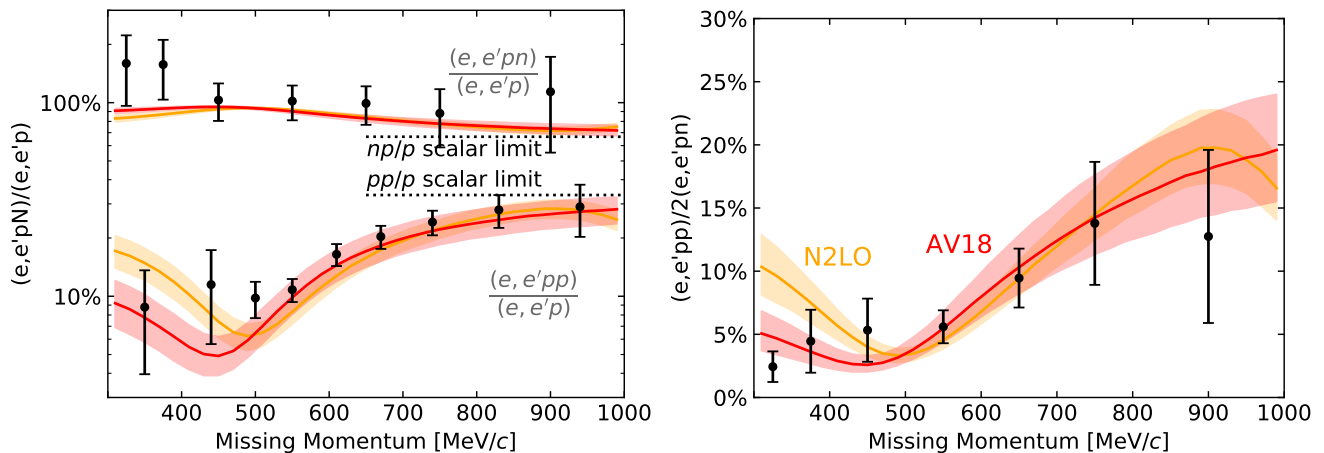 (e,e'pN)/(e,e'p)
100%
10%
(e, e'pn)
(e, e'p)
np/p scalar limit
pp/p scalar limit
(e, e'pp)
(e, e'p)
400 500 600 700 800 900 1000
Missing Momentum [MeV/c]
(e,e'pp)/2(e,e'pn)
30%
25%
20%
15%
10%
5%
0%
N2LO
AV18
400 500 600 700 800 900 1000
Missing Momentum [MeV/c]